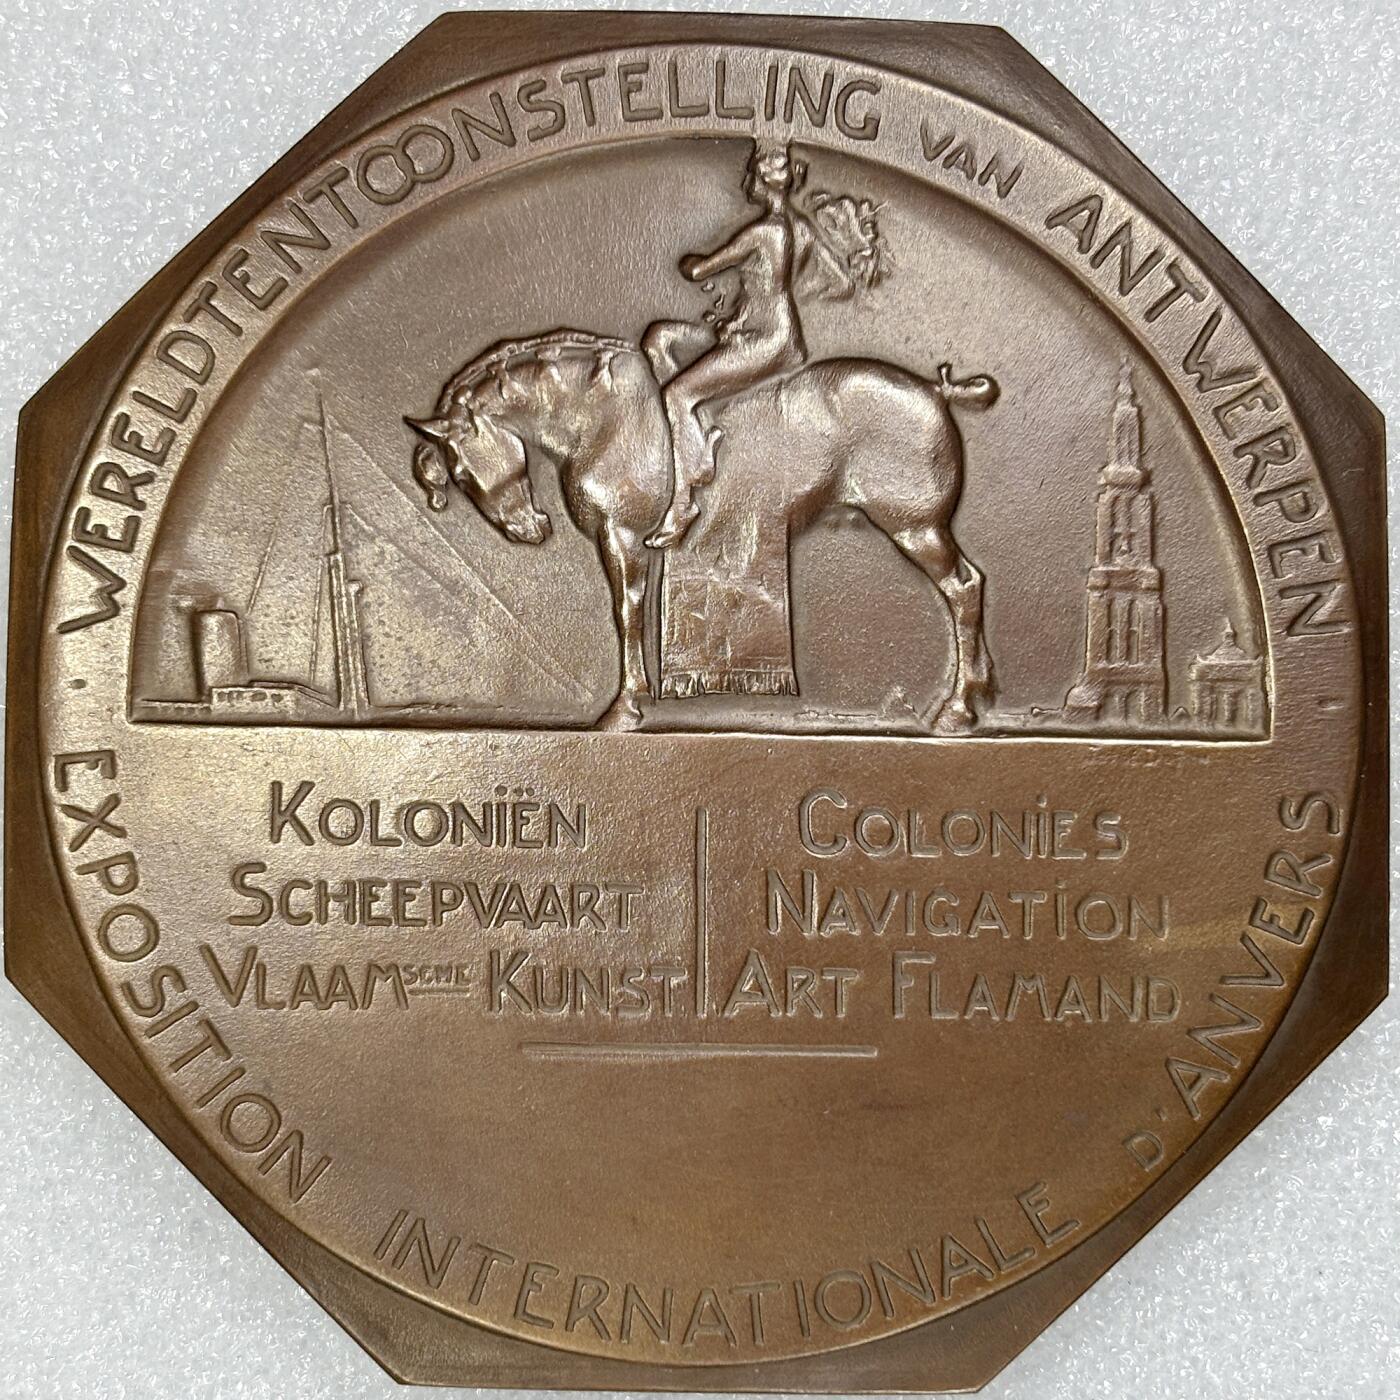 WERELDTENTOONSTELLING VAN ANTWERPEN
KOLONIËN
SCHEEPVAART
VLAAMSCHE KUNST
COLONIES
NAVIGATION
ART FLAMAND
EXPOSITION INTERNATIONALE D'ANVERS